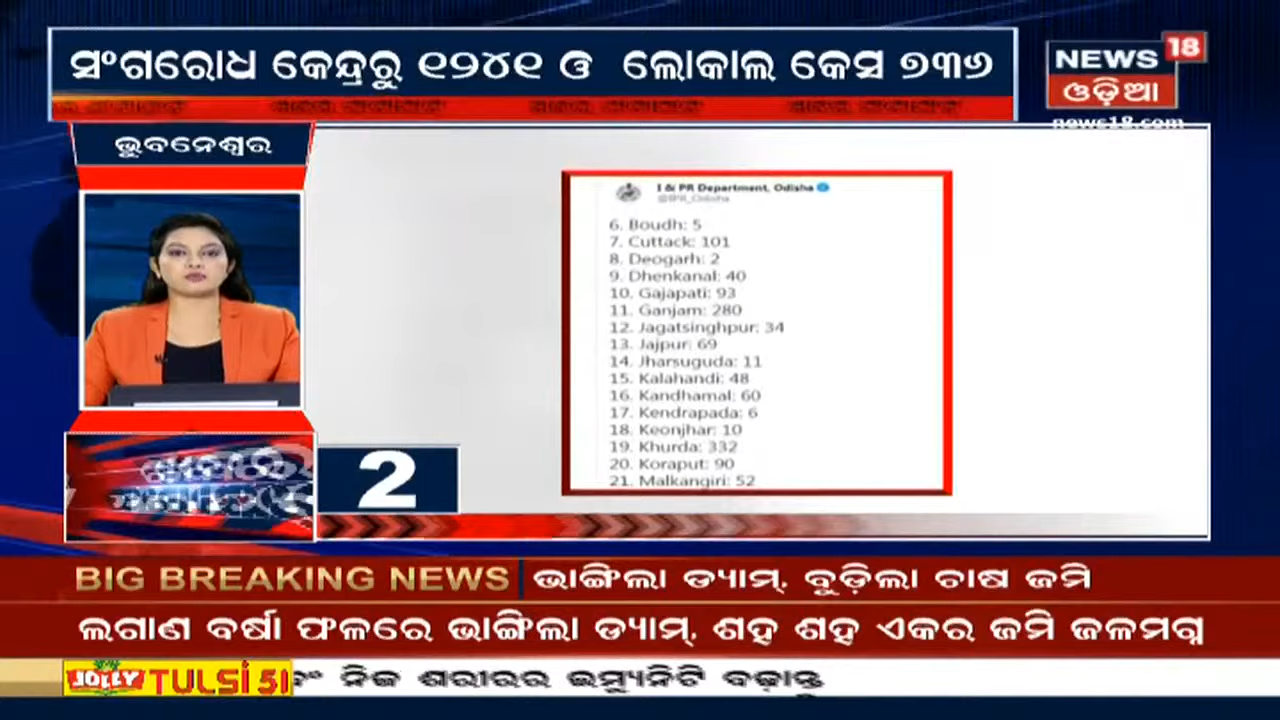 ସଂଗରୋଧ କେନ୍ଦ୍ରରୁ ୧୨୪୧ ଓ ଲୋକାଲ କେସ ୭୩୬
NEWS 18
ଓଡ଼ିଆ
news18.com
ଭୁବନେଶ୍ୱର
I & PR Department, Odisha
@IPR_Odisha
6. Boudh: 5
7. Cuttack: 101
8. Deogarh: 2
9. Dhenkanal: 40
10. Gajapati: 93
11. Ganjam: 280
12. Jagatsinghpur: 34
13. Jajpur: 69
14. Jharsuguda: 11
15. Kalahandi: 48
16. Kandhamal: 60
17. Kendrapada: 6
18. Keonjhar: 10
19. Khurda: 332
20. Koraput: 90
21. Malkangiri: 52
2
BIG BREAKING NEWS ଭାଙ୍ଗିଲା ଡ୍ୟାମ୍, ବୁଡ଼ିଲା ଚାଷ ଜମି
ଲଗାଣ ବର୍ଷା ଫଳରେ ଭାଙ୍ଗିଲା ଡ୍ୟାମ୍, ଶହ ଶହ ଏକର ଜମି ଜଳମଗ୍ନ
JOLLY TULSI 51 ନିଜ ଶରୀରର ଇମ୍ୟୁନିଟି ବଢ଼ାନ୍ତୁ